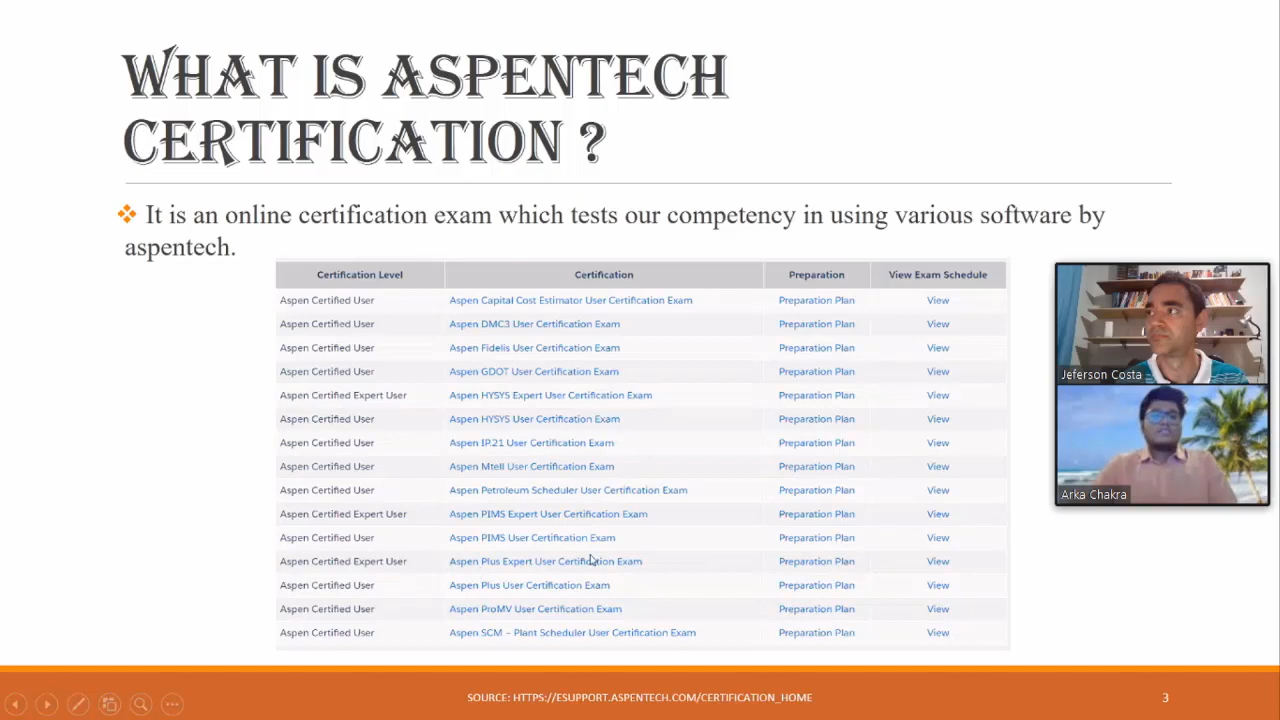 WHAT IS ASPENTECH
CERTIFICATION ?
It is an online certification exam which tests our competency in using various software by
aspentech.
Certification Level Certification Preparation View Exam Schedule
Aspen Certified User Aspen Capital Cost Estimator User Certification Exam Preparation Plan View
Aspen Certified User Aspen DMC3 User Certification Exam Preparation Plan View
Aspen Certified User Aspen Fidelis User Certification Exam Preparation Plan View
Aspen Certified User Aspen GDOT User Certification Exam Preparation Plan View
Aspen Certified Expert User Aspen HYSYS Expert User Certification Exam Preparation Plan View
Aspen Certified User Aspen HYSYS User Certification Exam Preparation Plan View
Aspen Certified User Aspen IP.21 User Certification Exam Preparation Plan View
Aspen Certified User Aspen Mtell User Certification Exam Preparation Plan View
Aspen Certified User Aspen Petroleum Scheduler User Certification Exam Preparation Plan View
Aspen Certified Expert User Aspen PIMS Expert User Certification Exam Preparation Plan View
Aspen Certified User Aspen PIMS User Certification Exam Preparation Plan View
Aspen Certified Expert User Aspen Plus Expert User Certification Exam Preparation Plan View
Aspen Certified User Aspen Plus User Certification Exam Preparation Plan View
Aspen Certified User Aspen ProMV User Certification Exam Preparation Plan View
Aspen Certified User Aspen SCM – Plant Scheduler User Certification Exam Preparation Plan View
Jeferson Costa
Arka Chakra
SOURCE: HTTPS://ESUPPORT.ASPENTECH.COM/CERTIFICATION_HOME
3